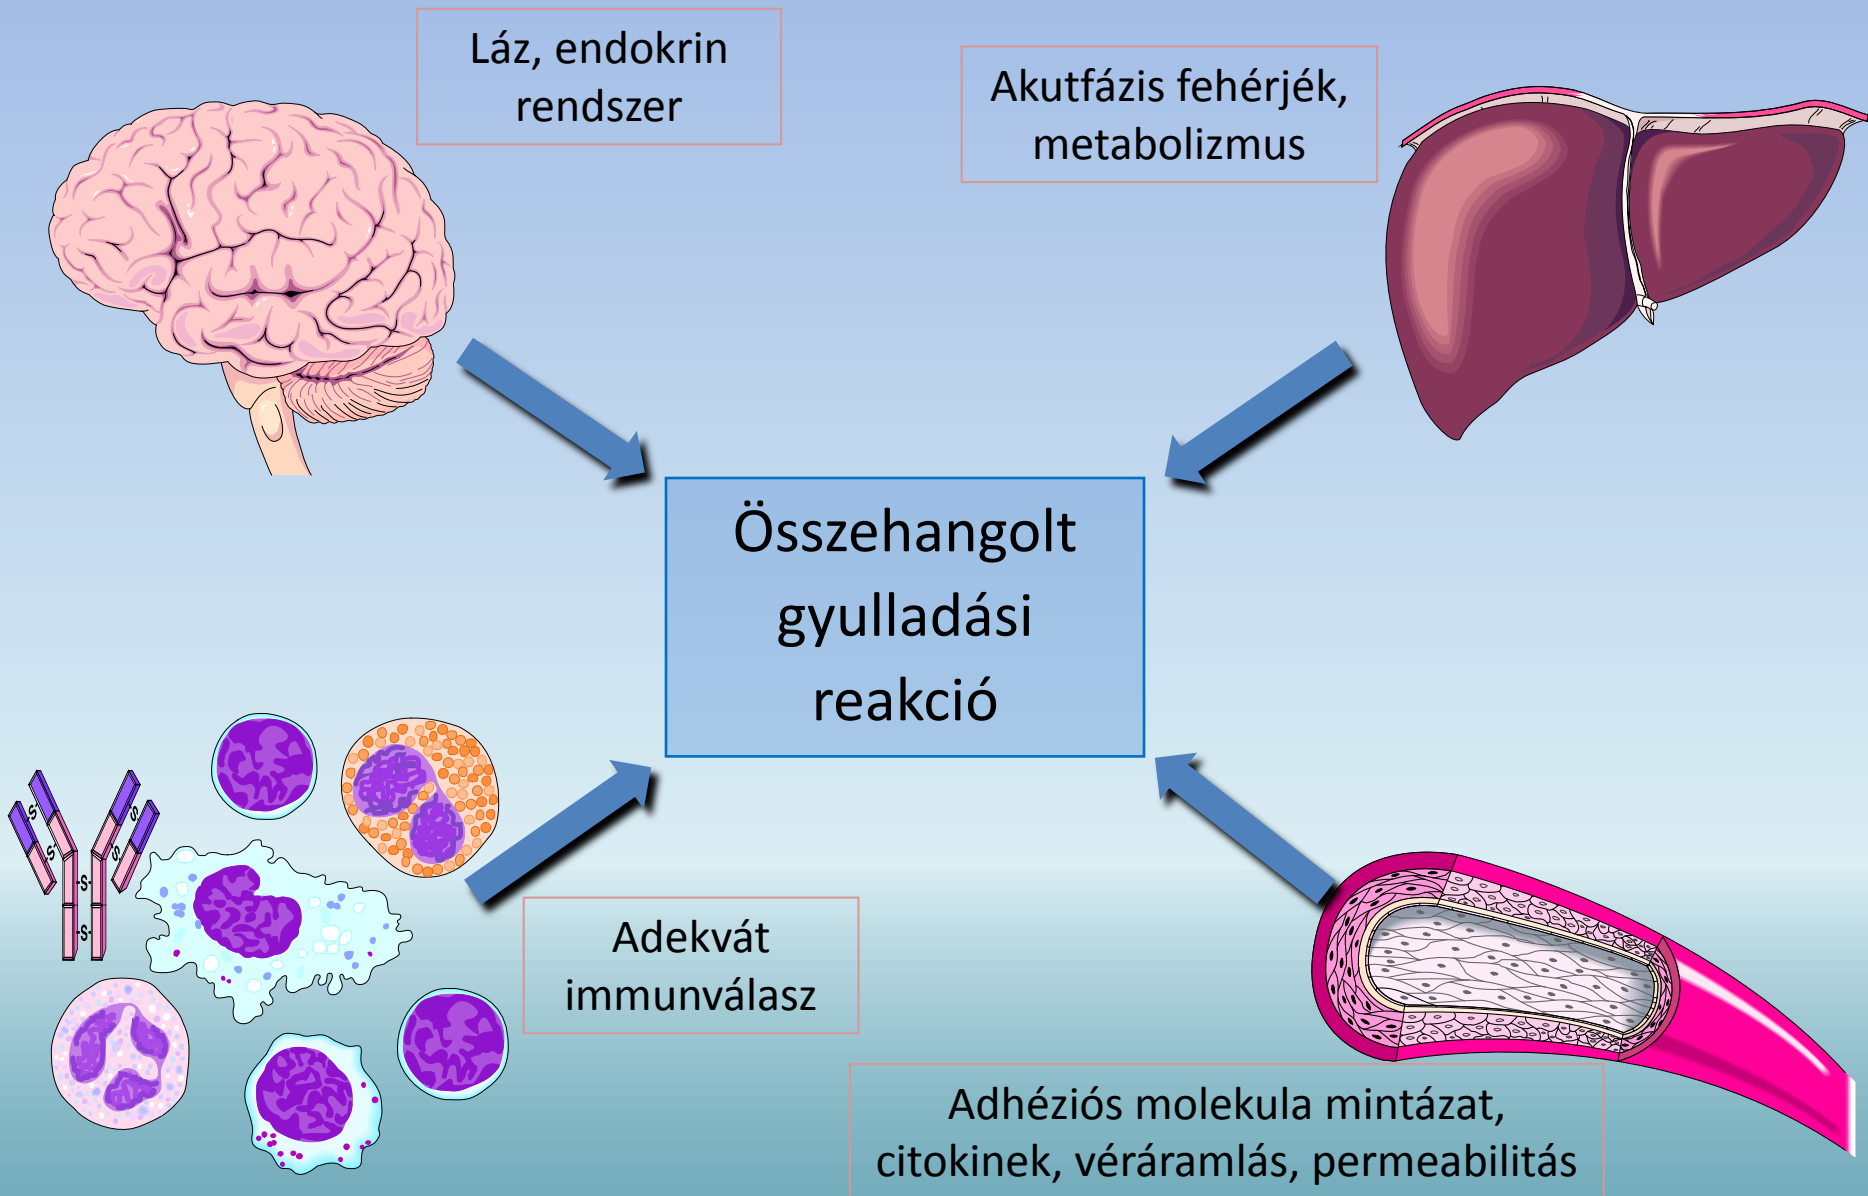 Láz, endokrin
rendszer
Akutfázis fehérjék,
metabolizmus
Összehangolt
gyulladási
reakció
Adekvát
immunválasz
Adhéziós molekula mintázat,
citokinek, véráramlás, permeabilitás
-S-
-S-
-S-
-S-
-S-
-S-